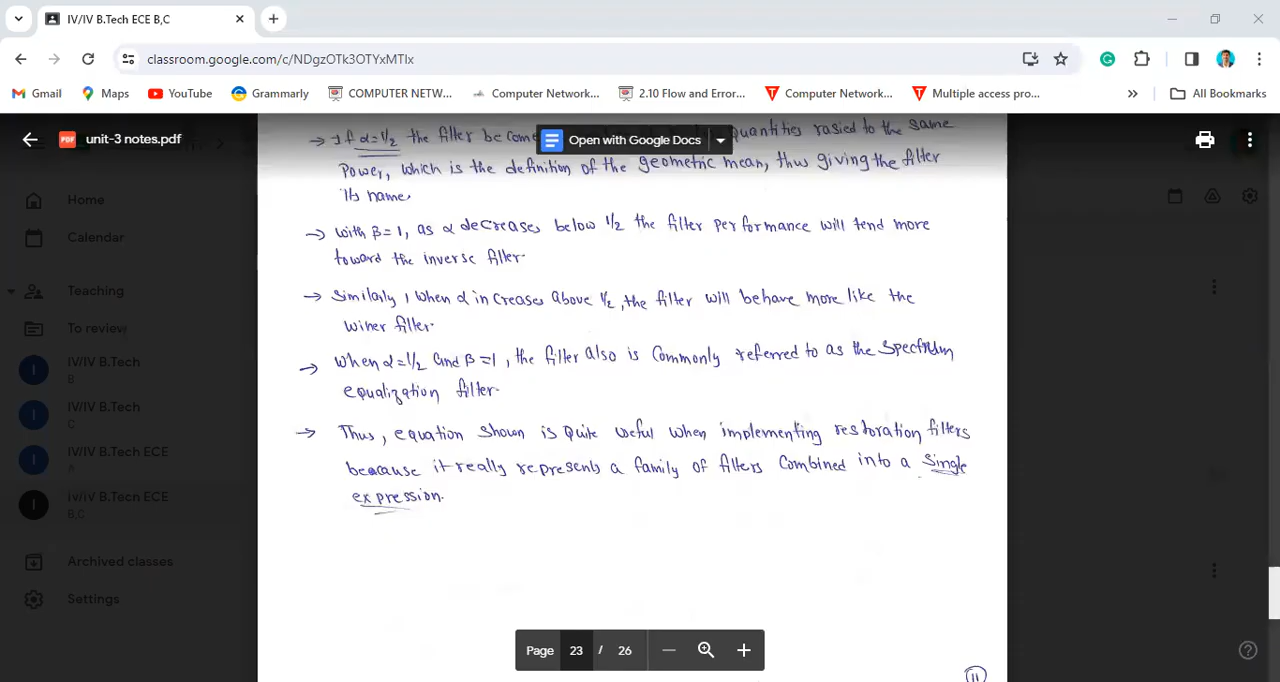 IV/IV B.Tech ECE B,C
classroom.google.com/c/NDgzOTk3OTYxMTIx
Gmail Maps YouTube Grammarly COMPUTER NETW... Computer Network... 2.10 Flow and Error... Computer Network... Multiple access pro... » All Bookmarks
unit-3 notes.pdf
Open with Google Docs
Home
Calendar
Teaching
To review
I IV/IV B.Tech
B
I IV/IV B.Tech
C
I IV/IV B.Tech ECE
A
I IV/IV B.Tech ECE
B,C
Archived classes
Settings
→ If α=1/2 the filter become quantities rasied to the same
Power, which is the definition of the geometric mean, thus giving the filter
its name
→ with β=1, as α decreases below 1/2 the filter performance will tend more
toward the inverse filter.
→ Similarly, when α increases above 1/2, the filter will behave more like the
winer filter.
→ When α=1/2 and β=1, the filter also is commonly referred to as the spectrum
equalization filter.
→ Thus, equation shown is quite useful when implementing restoration filters
beacause it really represents a family of filters combined into a single
expression.
11
Page 23 / 26